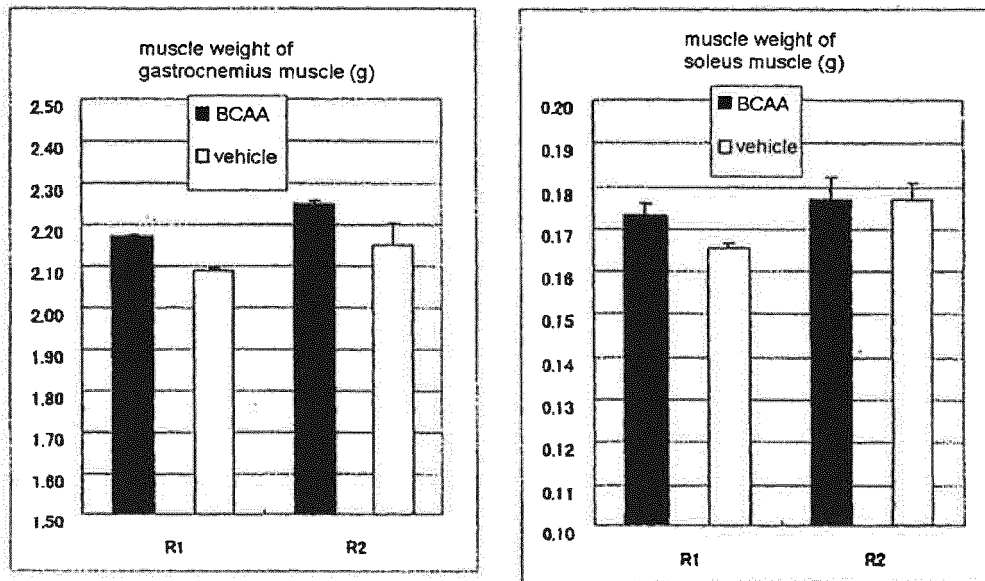 muscle weight of
gastrocnemius muscle (g)
2.50
2.40
2.30
2.20
2.10
2.00
1.90
1.80
1.70
1.60
1.50
BCAA
vehicle
R1
R2
muscle weight of
soleus muscle (g)
0.20
0.19
0.18
0.17
0.16
0.15
0.14
0.13
0.12
0.11
0.10
BCAA
vehicle
R1
R2